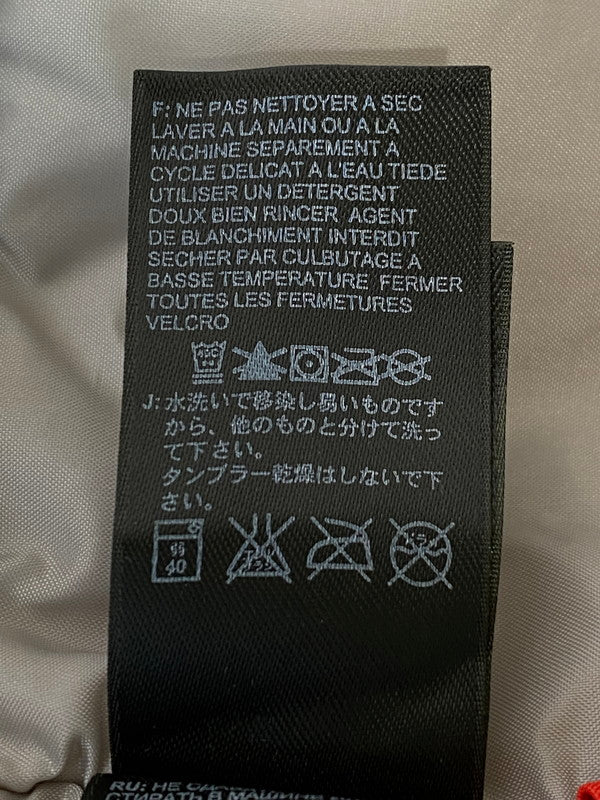 F: NE PAS NETTOYER A SEC
LAVER A LA MAIN OU A LA
MACHINE SEPAREMENT A
CYCLE DELICAT A L'EAU TIEDE
UTILISER UN DETERGENT
DOUX BIEN RINCER AGENT
DE BLANCHIMENT INTERDIT
SECHER PAR CULBUTAGE A
BASSE TEMPERATURE FERMER
TOUTES LES FERMETURES
VELCRO
J: 水洗いで移染し易いものです
から、他のものと分けて洗っ
て下さい。
タンブラー乾燥はしないで下
さい。
弱
40
RU: НЕ
СТИРАТЬ В